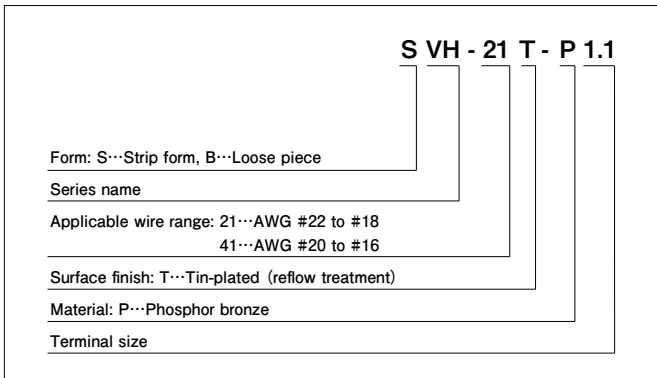 S VH - 21 T - P 1.1
Form: S···Strip form, B···Loose piece
Series name
Applicable wire range: 21···AWG #22 to #18
41···AWG #20 to #16
Surface finish: T···Tin-plated (reflow treatment)
Material: P···Phosphor bronze
Terminal size